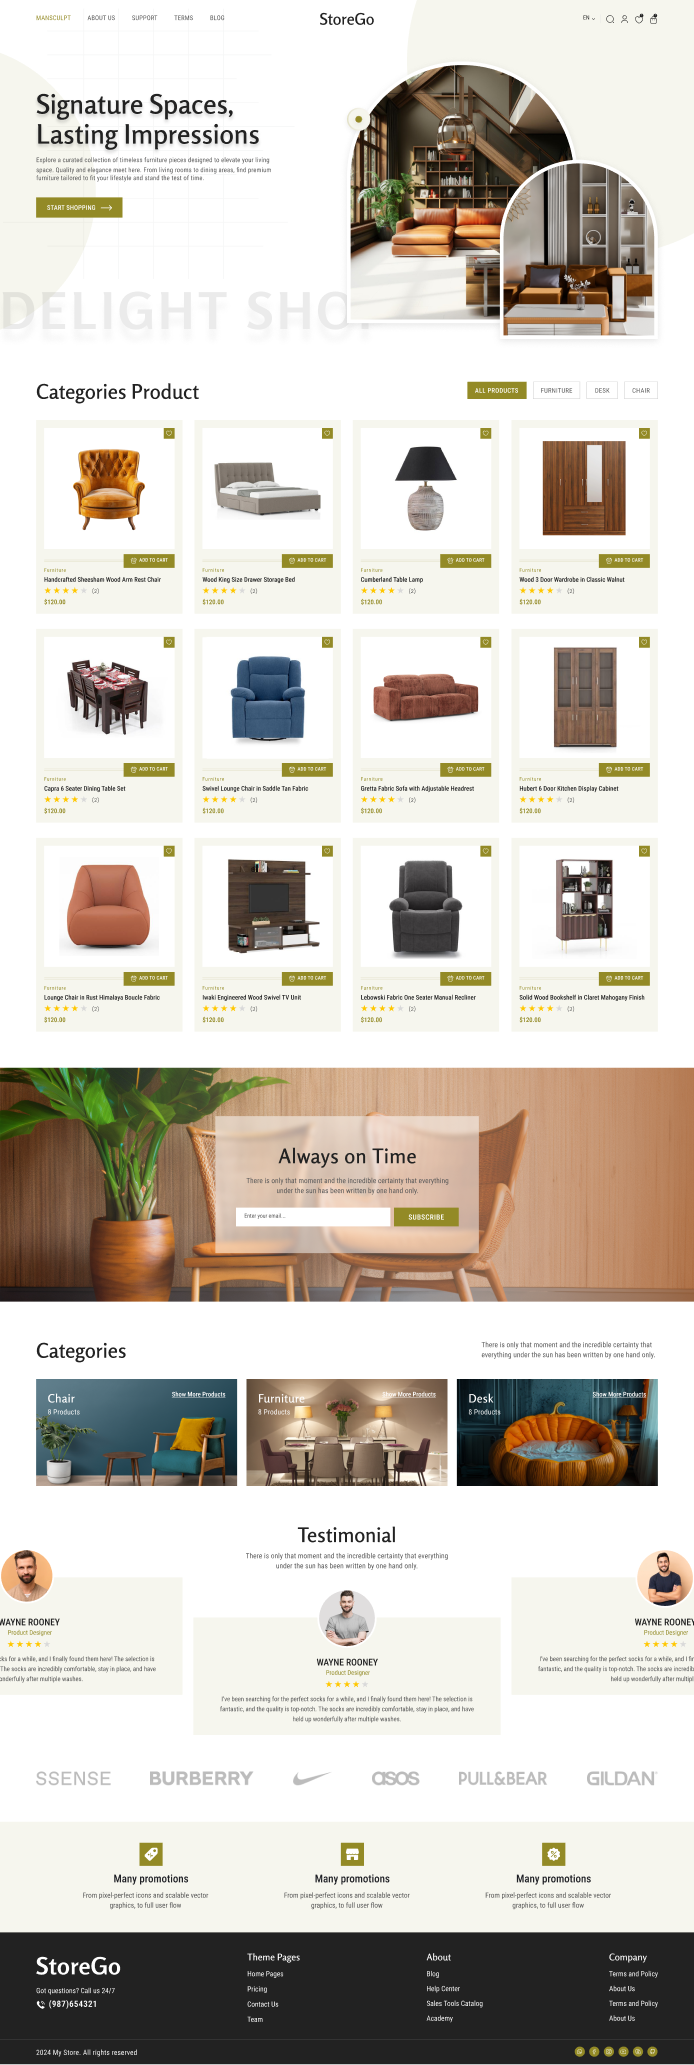 MANSCULPT ABOUT US SUPPORT TERMS BLOG
StoreGo
EN
Signature Spaces,
Lasting Impressions
Explore a curated collection of timeless furniture pieces designed to elevate your living
space. Quality and elegance meet here. From living rooms to dining areas, find premium
furniture tailored to fit your lifestyle and stand the test of time.
START SHOPPING
DELIGHT SHO
Categories Product
ALL PRODUCTS FURNITURE DESK CHAIR
ADD TO CART ADD TO CART ADD TO CART ADD TO CART
Furniture Furniture Furniture Furniture
Handcrafted Sheesham Wood Arm Rest Chair Wood King Size Drawer Storage Bed Cumberland Table Lamp Wood 3 Door Wardrobe in Classic Walnut
(2) (2) (2) (2)
$120.00 $120.00 $120.00 $120.00
ADD TO CART ADD TO CART ADD TO CART ADD TO CART
Furniture Furniture Furniture Furniture
Capra 6 Seater Dining Table Set Swivel Lounge Chair in Saddle Tan Fabric Gretta Fabric Sofa with Adjustable Headrest Hubert 6 Door Kitchen Display Cabinet
(2) (2) (2) (2)
$120.00 $120.00 $120.00 $120.00
ADD TO CART ADD TO CART ADD TO CART ADD TO CART
Furniture Furniture Furniture Furniture
Lounge Chair in Rust Himalaya Boucle Fabric Iwaki Engineered Wood Swivel TV Unit Lebowski Fabric One Seater Manual Recliner Solid Wood Bookshelf in Claret Mahogany Finish
(2) (2) (2) (2)
$120.00 $120.00 $120.00 $120.00
Always on Time
There is only that moment and the incredible certainty that everything
under the sun has been written by one hand only.
Enter your email... SUBSCRIBE
Categories
There is only that moment and the incredible certainty that
everything under the sun has been written by one hand only.
Chair Show More Products
8 Products
Furniture Show More Products
8 Products
Desk Show More Products
8 Products
Testimonial
There is only that moment and the incredible certainty that everything
under the sun has been written by one hand only.
WAYNE ROONEY
Product Designer
cks for a while, and I finally found them here! The selection is
The socks are incredibly comfortable, stay in place, and have
onderfully after multiple washes.
WAYNE ROONEY
Product Designer
I've been searching for the perfect socks for a while, and I finally found them here! The selection is
fantastic, and the quality is top-notch. The socks are incredibly comfortable, stay in place, and have
held up wonderfully after multiple washes.
WAYNE ROONEY
Product Designer
I've been searching for the perfect socks for a while, and I fin
fantastic, and the quality is top-notch. The socks are incredib
held up wonderfully after multipl
SSENSE BURBERRY asos PULL&BEAR GILDAN
Many promotions Many promotions Many promotions
From pixel-perfect icons and scalable vector From pixel-perfect icons and scalable vector From pixel-perfect icons and scalable vector
graphics, to full user flow graphics, to full user flow graphics, to full user flow
StoreGo
Got questions? Call us 24/7
(987)654321
Theme Pages
Home Pages
Pricing
Contact Us
Team
About
Blog
Help Center
Sales Tools Catalog
Academy
Company
Terms and Policy
About Us
Terms and Policy
About Us
2024 My Store. All rights reserved